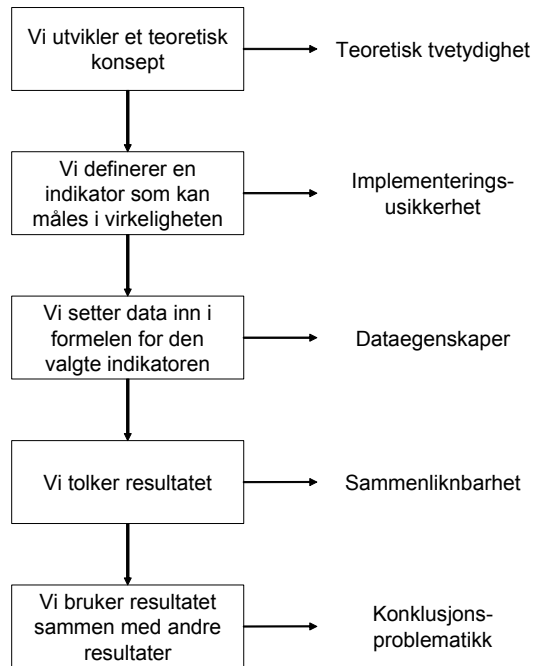 Vi utvikler et teoretisk
konsept
Teoretisk tvetydighet
Vi definerer en
indikator som kan
måles i virkeligheten
Implementerings-
usikkerhet
Vi setter data inn i
formelen for den
valgte indikatoren
Dataegenskaper
Vi tolker resultatet
Sammenliknbarhet
Vi bruker resultatet
sammen med andre
resultater
Konklusjons-
problematikk